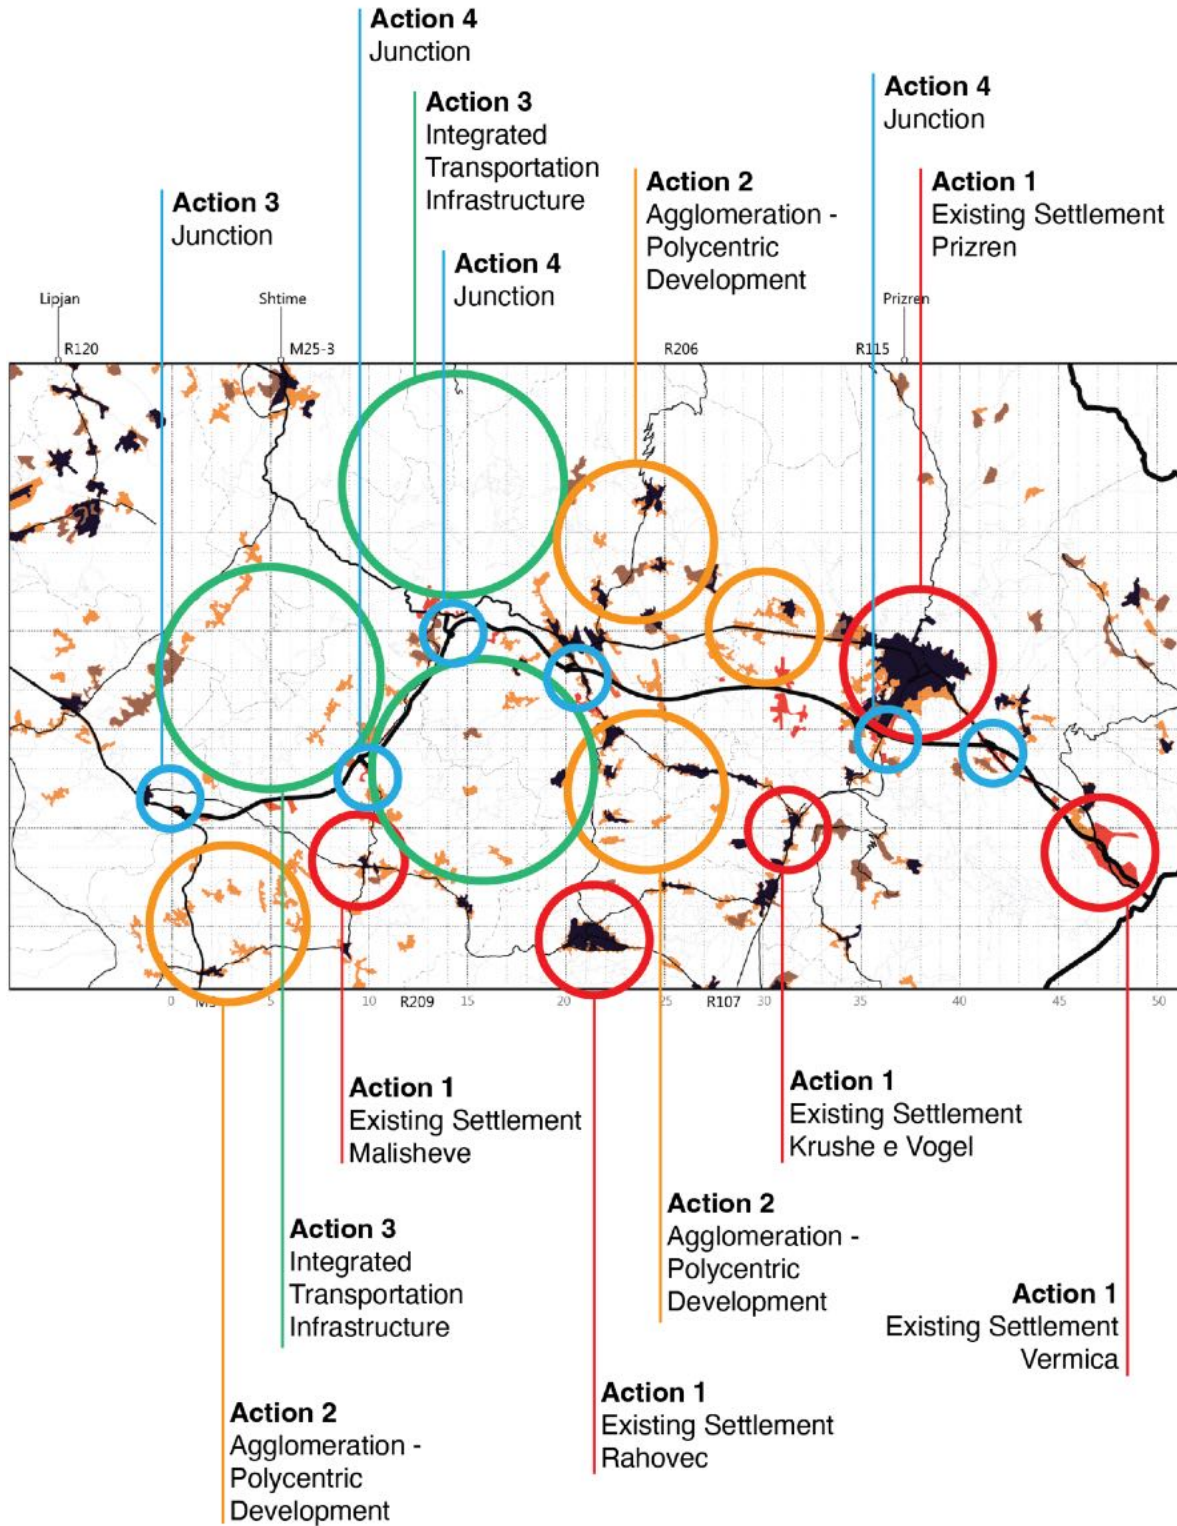 Action 4
Junction
Action 3
Integrated
Transportation
Infrastructure
Action 4
Junction
Action 2
Agglomeration -
Polycentric
Development
Action 1
Existing Settlement
Prizren
Action 3
Junction
Action 4
Junction
Lipjan
Shtime
Prizren
R120
M25-3
R206
R115
0
5
10
15
20
25
30
35
40
45
50
R209
R107
Action 1
Existing Settlement
Malisheve
Action 1
Existing Settlement
Krushe e Vogel
Action 3
Integrated
Transportation
Infrastructure
Action 2
Agglomeration -
Polycentric
Development
Action 1
Existing Settlement
Vermica
Action 1
Existing Settlement
Rahovec
Action 2
Agglomeration -
Polycentric
Development